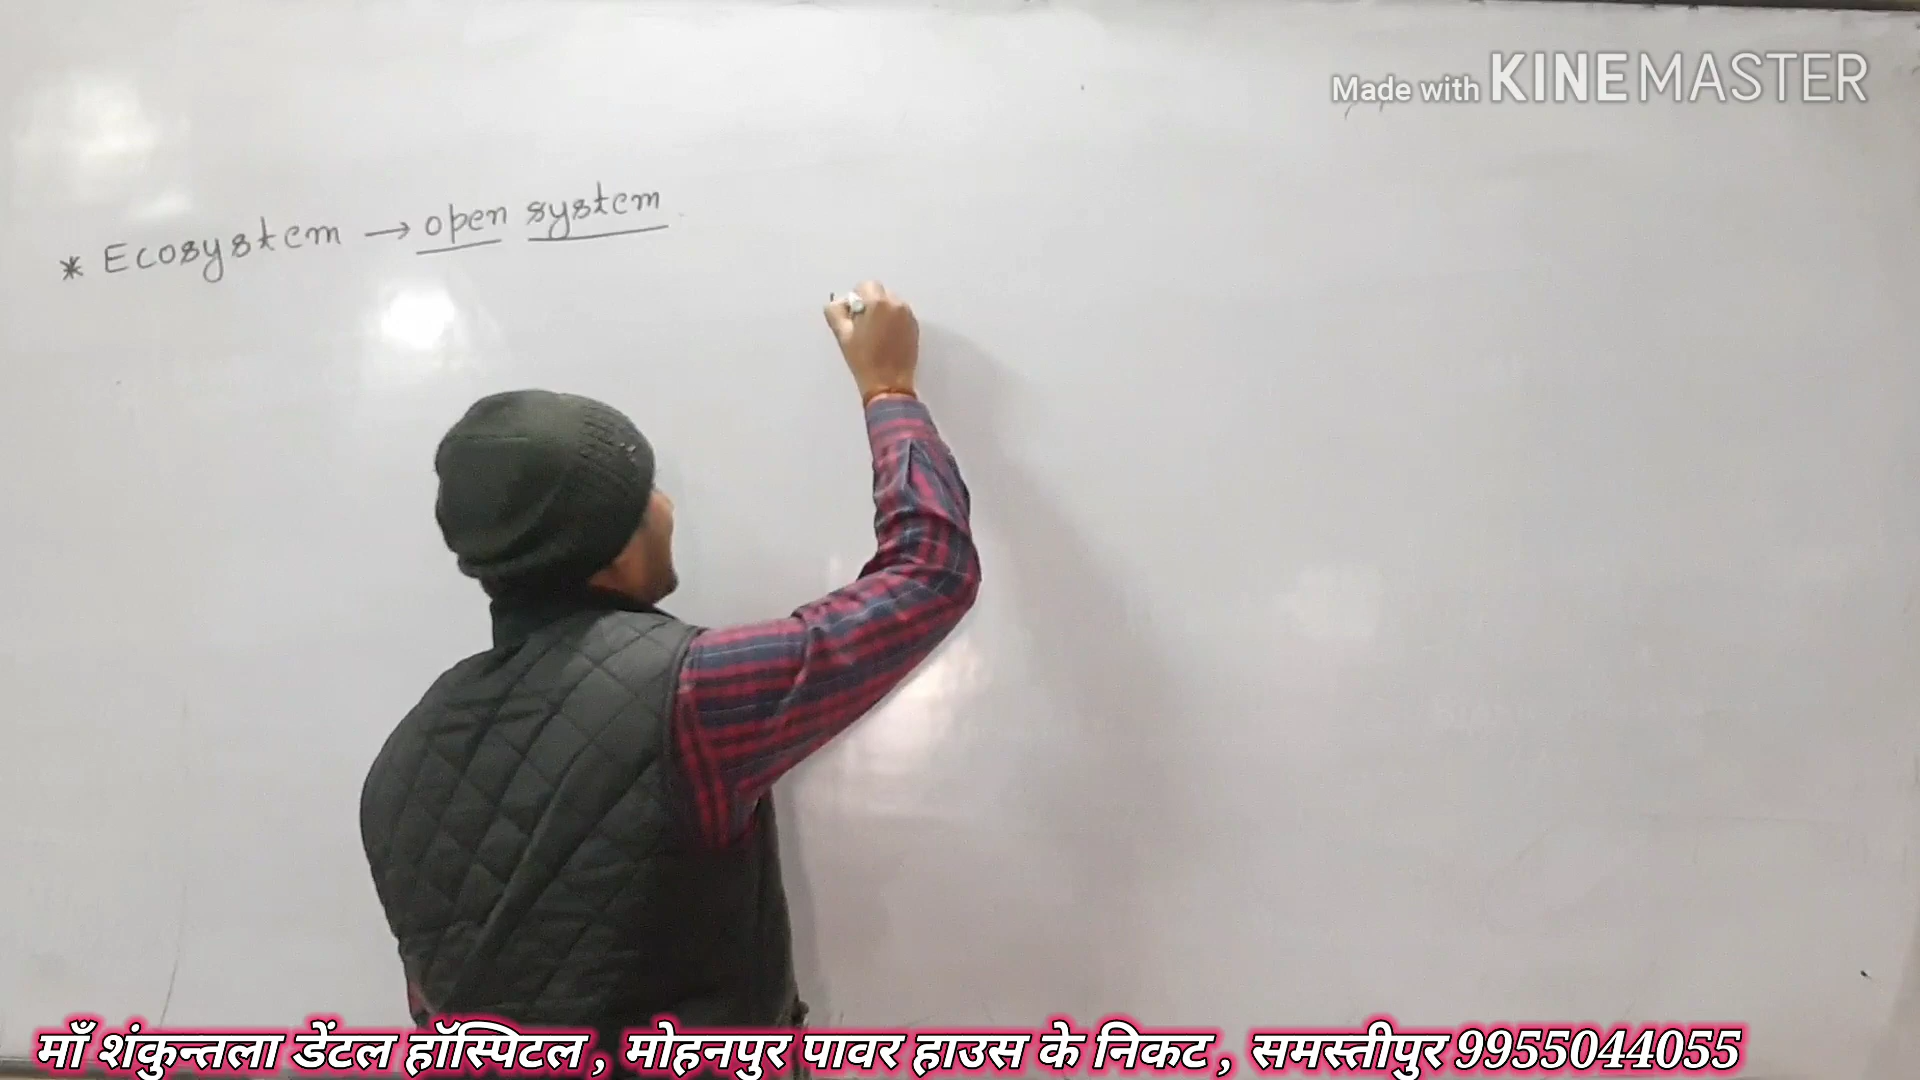 Made with KINEMASTER
* Ecosystem → open system
माँ शंकुन्तला डेंटल हॉस्पिटल , मोहनपुर पावर हाउस के निकट , समस्तीपुर 9955044055